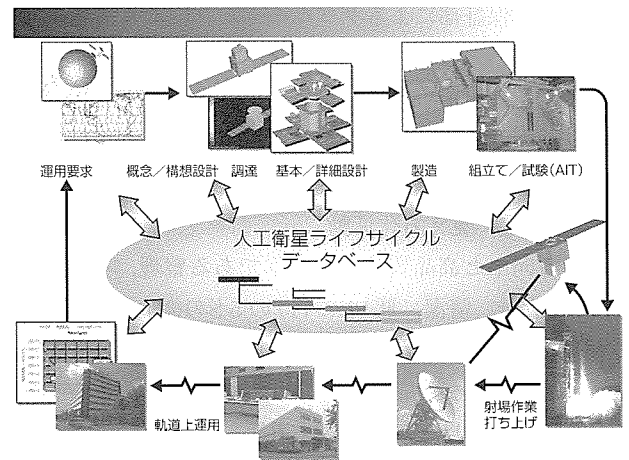 運用要求
概念／構想設計
調達
基本／詳細設計
製造
組立て／試験(AIT)
人工衛星ライフサイクル
データベース
軌道上運用
射場作業
打ち上げ